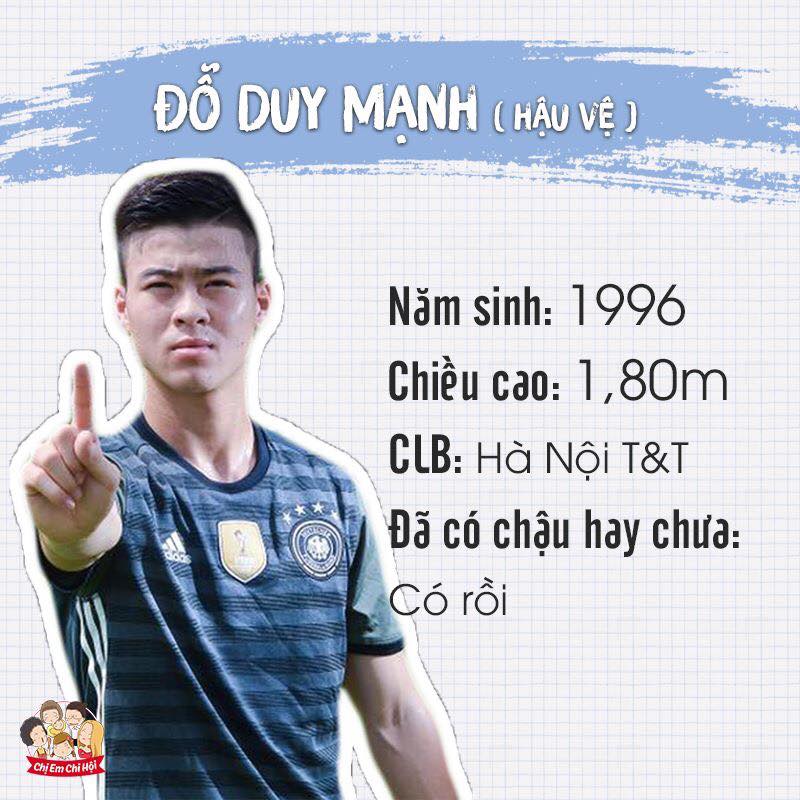 ĐỖ DUY MẠNH ( HẬU VỆ )
Năm sinh: 1996
Chiều cao: 1,80m
CLB: Hà Nội T&T
Đã có chậu hay chưa:
Có rồi
adidas
Chị Em Chi Hội